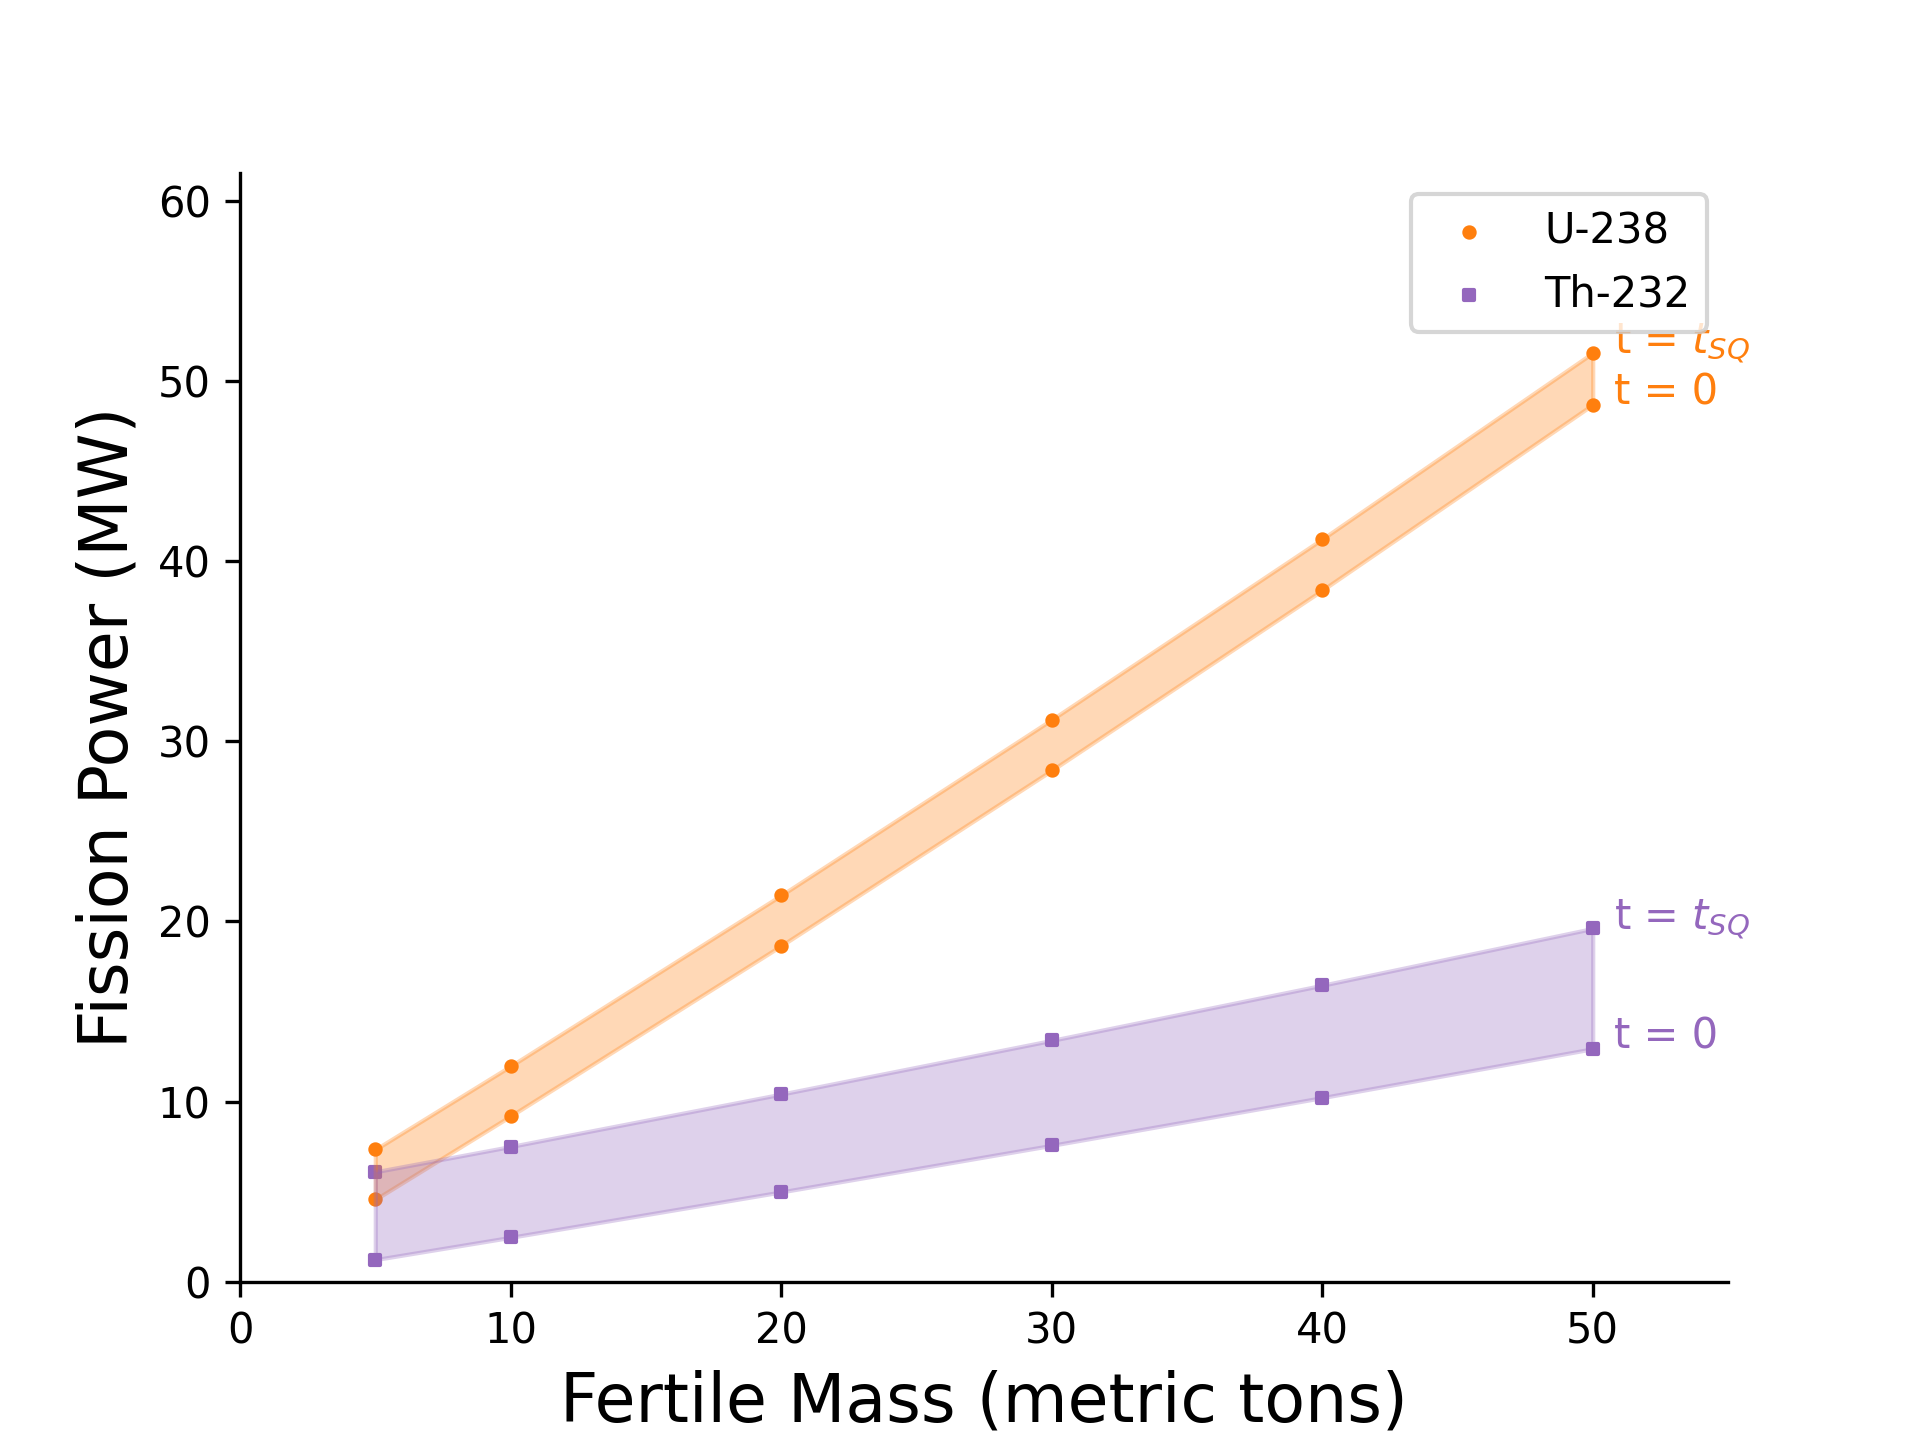 60
50
40
30
20
10
0
Fission Power (MW)
U-238
Th-232
t = t_SQ
t = 0
t = t_SQ
t = 0
0 10 20 30 40 50
Fertile Mass (metric tons)